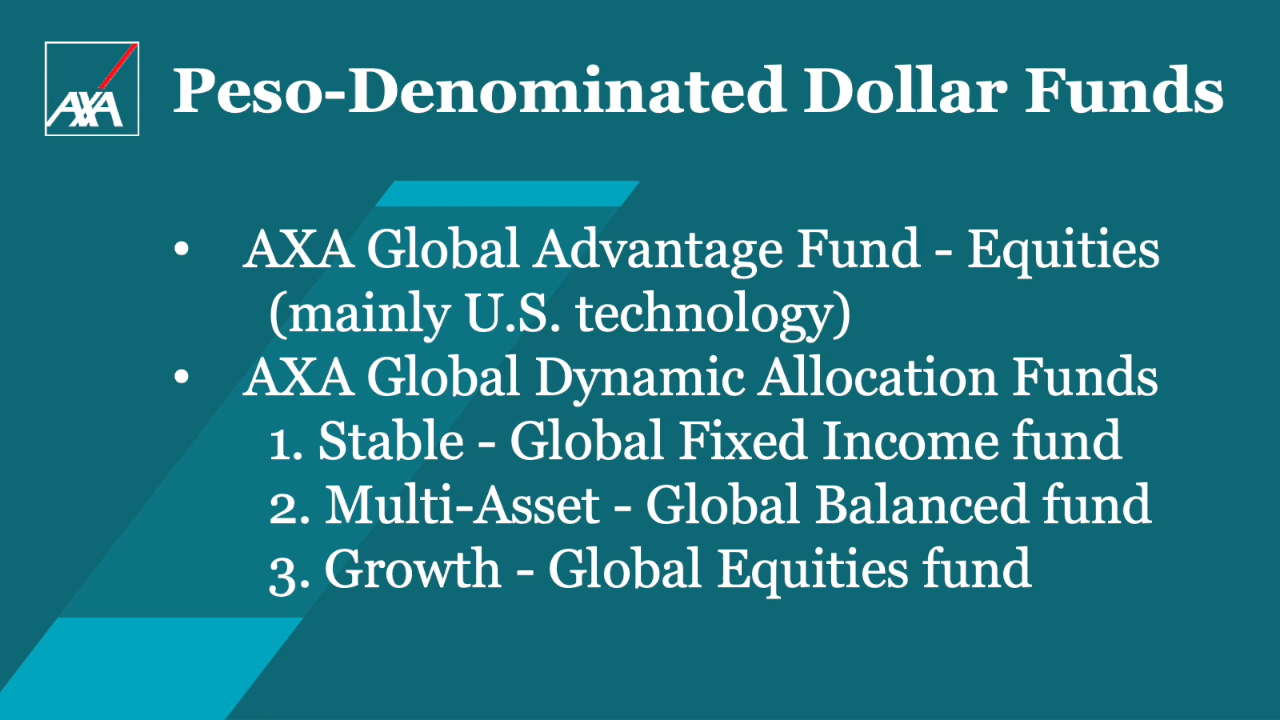 AXA
Peso-Denominated Dollar Funds
• AXA Global Advantage Fund - Equities
(mainly U.S. technology)
• AXA Global Dynamic Allocation Funds
1. Stable - Global Fixed Income fund
2. Multi-Asset - Global Balanced fund
3. Growth - Global Equities fund